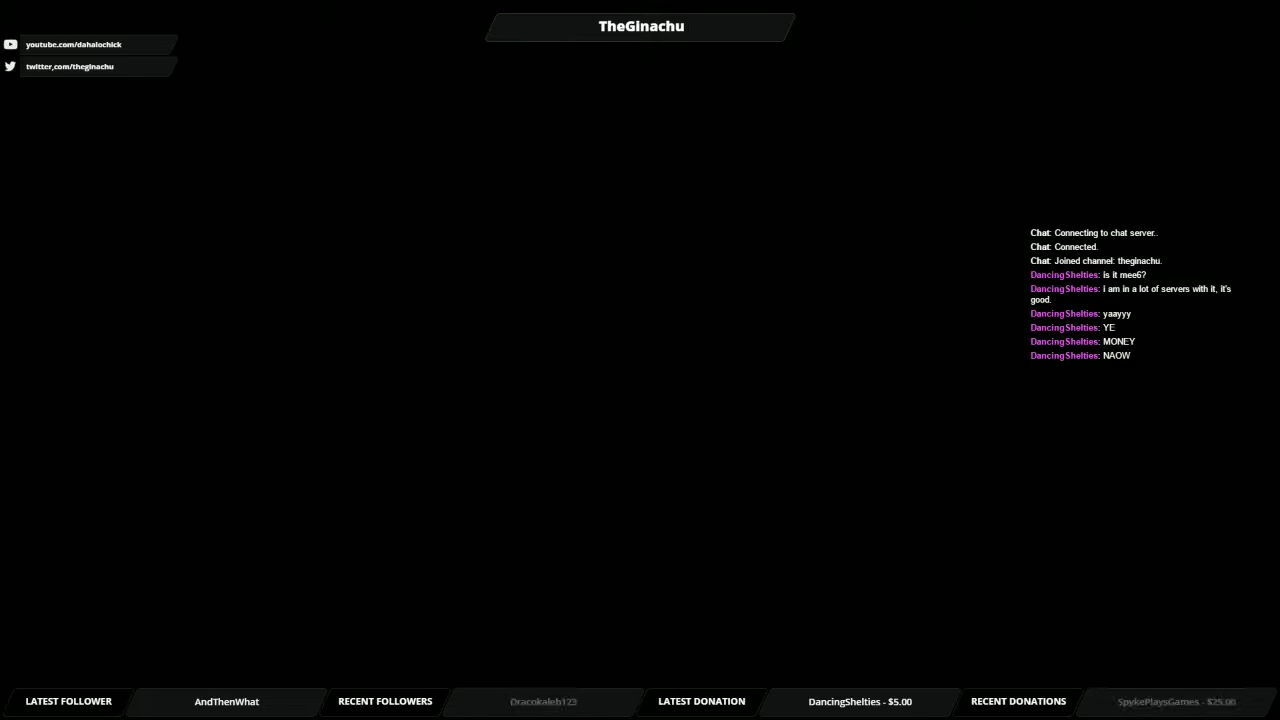 TheGinachu
youtube.com/dahalochick
twitter.com/theginachu
Chat: Connecting to chat server..
Chat: Connected.
Chat: Joined channel: theginachu.
DancingShelties: is it mee6?
DancingShelties: i am in a lot of servers with it, it's
good.
DancingShelties: yaayyy
DancingShelties: YE
DancingShelties: MONEY
DancingShelties: NAOW
LATEST FOLLOWER AndThenWhat RECENT FOLLOWERS Dracokaleb123 LATEST DONATION DancingShelties - $5.00 RECENT DONATIONS SpykePlaysGames - $25.00